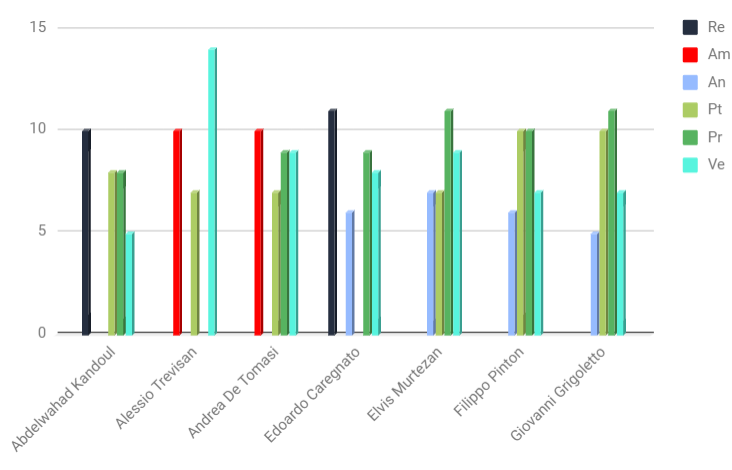 15
10
5
0
Abdelwahad Kandoul
Alessio Trevisan
Andrea De Tomasi
Edoardo Caregnato
Elvis Murtezan
Filippo Pinton
Giovanni Grigoletto
Re
Am
An
Pt
Pr
Ve